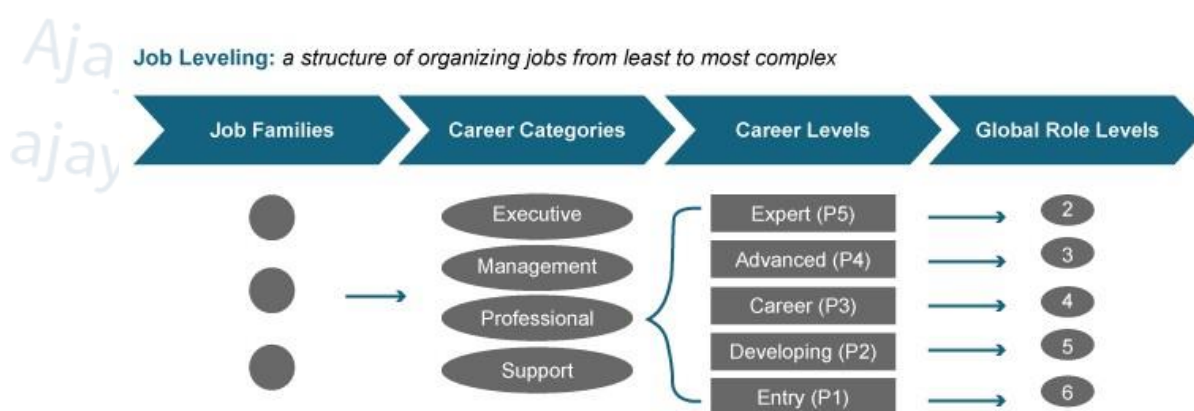 Aja
ajay
Job Leveling: a structure of organizing jobs from least to most complex
Job Families
Career Categories
Career Levels
Global Role Levels
Executive
Management
Professional
Support
Expert (P5)
Advanced (P4)
Career (P3)
Developing (P2)
Entry (P1)
2
3
4
5
6